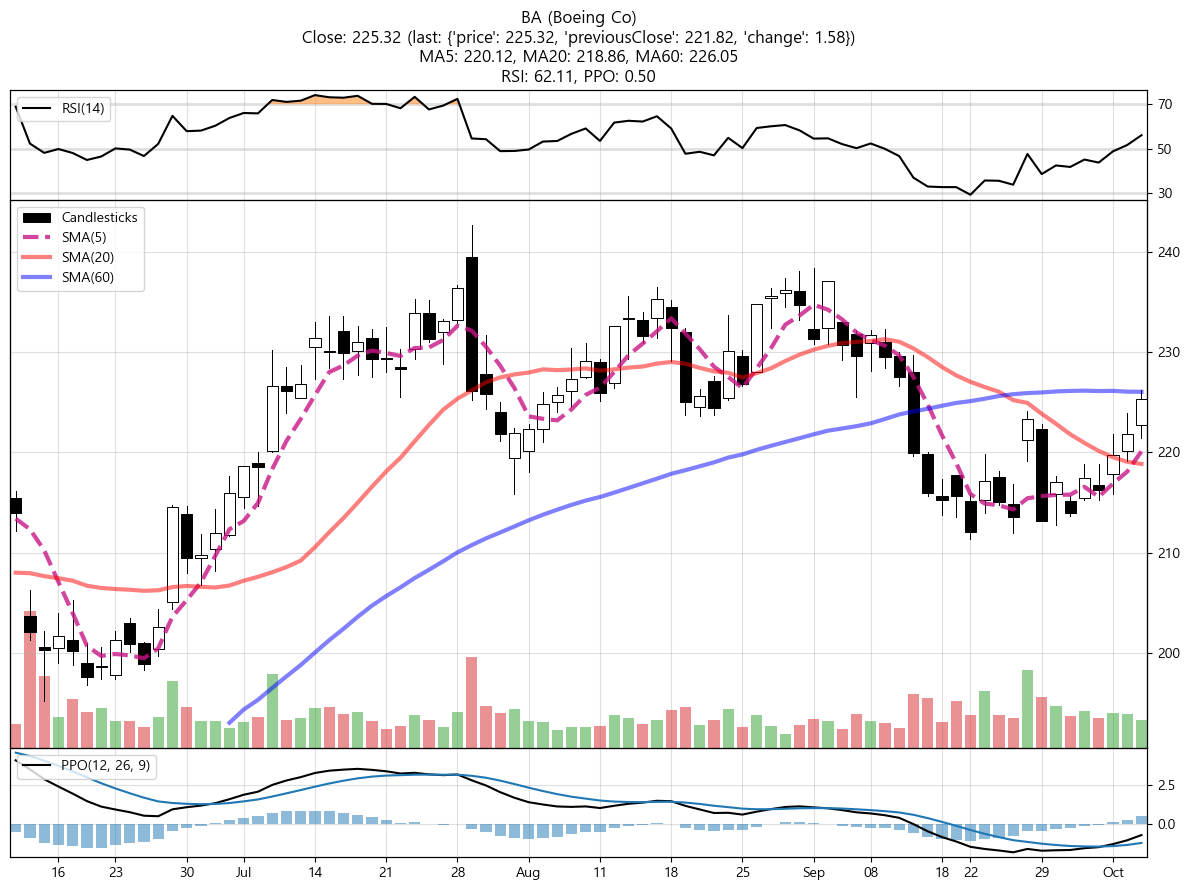 BA (Boeing Co)
Close: 225.32 (last: {'price': 225.32, 'previousClose': 221.82, 'change': 1.58})
MA5: 220.12, MA20: 218.86, MA60: 226.05
RSI: 62.11, PPO: 0.50
RSI(14)
70
50
30
Candlesticks
SMA(5)
SMA(20)
SMA(60)
240
230
220
210
200
PPO(12, 26, 9)
2.5
0.0
16 23 30 Jul 14 21 28 Aug 11 18 25 Sep 08 18 22 29 Oct